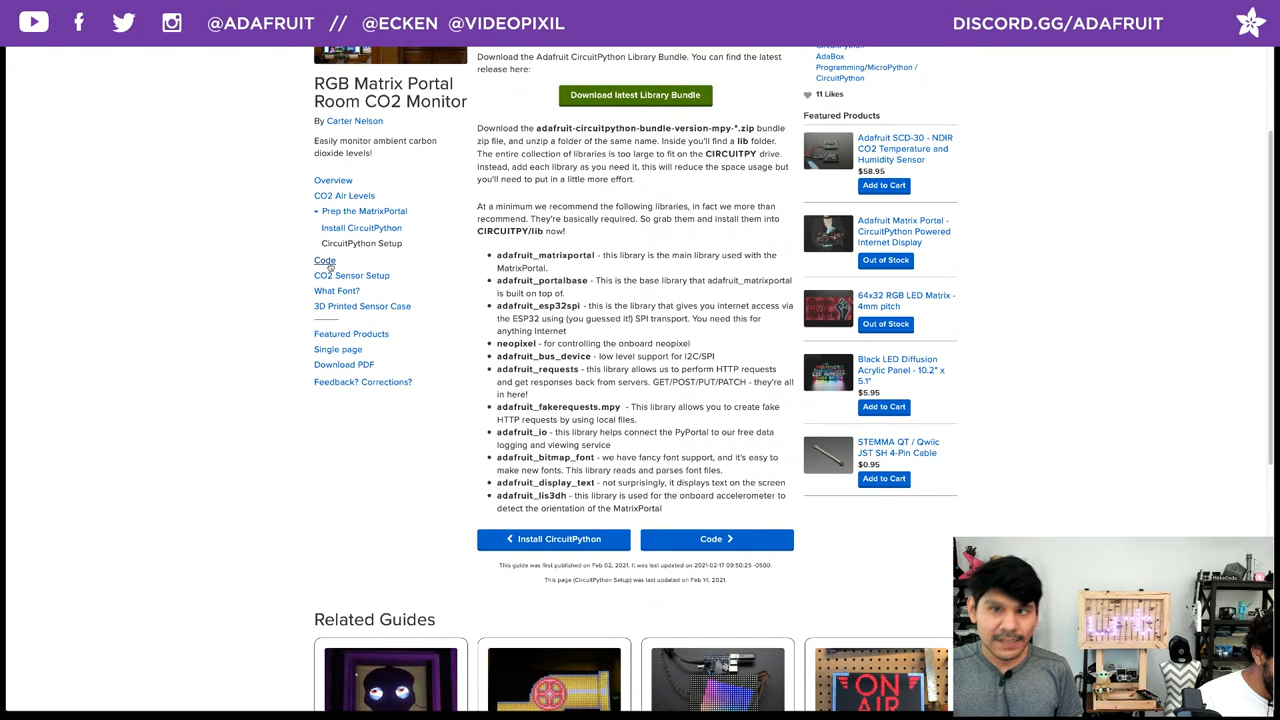 @ADAFRUIT // @ECKEN @VIDEOPIXIL
DISCORD.GG/ADAFRUIT
RGB Matrix Portal
Room CO2 Monitor
By Carter Nelson
Easily monitor ambient carbon
dioxide levels!
Overview
CO2 Air Levels
Prep the MatrixPortal
Install CircuitPython
CircuitPython Setup
Code
CO2 Sensor Setup
What Font?
3D Printed Sensor Case
Featured Products
Single page
Download PDF
Feedback? Corrections?
Download the Adafruit CircuitPython Library Bundle. You can find the latest
release here:
Download latest Library Bundle
Download the adafruit-circuitpython-bundle-version-mpy-*.zip bundle
zip file, and unzip a folder of the same name. Inside you'll find a lib folder.
The entire collection of libraries is too large to fit on the CIRCUITPY drive.
Instead, add each library as you need it, this will reduce the space usage but
you'll need to put in a little more effort.
At a minimum we recommend the following libraries, in fact we more than
recommend. They're basically required. So grab them and install them into
CIRCUITPY/lib now!
adafruit_matrixportal - this library is the main library used with the
MatrixPortal.
adafruit_portalbase - This is the base library that adafruit_matrixportal
is built on top of.
adafruit_esp32spi - this is the library that gives you internet access via
the ESP32 using (you guessed it!) SPI transport. You need this for
anything Internet
neopixel - for controlling the onboard neopixel
adafruit_bus_device - low level support for I2C/SPI
adafruit_requests - this library allows us to perform HTTP requests
and get responses back from servers. GET/POST/PUT/PATCH - they're all
in here!
adafruit_fakerequests.mpy - This library allows you to create fake
HTTP requests by using local files.
adafruit_io - this library helps connect the PyPortal to our free data
logging and viewing service
adafruit_bitmap_font - we have fancy font support, and it's easy to
make new fonts. This library reads and parses font files.
adafruit_display_text - not surprisingly, it displays text on the screen
adafruit_lis3dh - this library is used for the onboard accelerometer to
detect the orientation of the MatrixPortal
Install CircuitPython
Code
This guide was first published on Feb 02, 2021. It was last updated on 2021-02-17 09:50:25 -0500.
This page (CircuitPython Setup) was last updated on Feb 14, 2021.
AdaBox
Programming/MicroPython /
CircuitPython
11 Likes
Featured Products
Adafruit SCD-30 - NDIR
CO2 Temperature and
Humidity Sensor
$58.95
Add to Cart
Adafruit Matrix Portal -
CircuitPython Powered
Internet Display
Out of Stock
64x32 RGB LED Matrix -
4mm pitch
Out of Stock
Black LED Diffusion
Acrylic Panel - 10.2" x
5.1"
$5.95
Add to Cart
STEMMA QT / Qwiic
JST SH 4-Pin Cable
$0.95
Add to Cart
Related Guides
ON
AIR